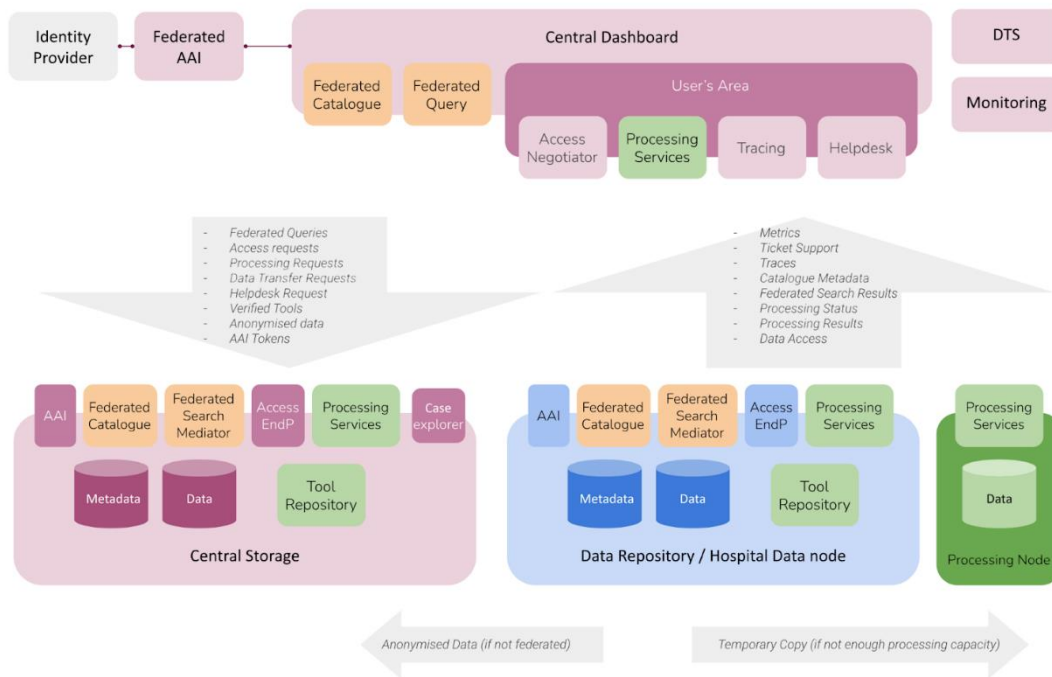 Identity
Provider
Federated
AAI
Central Dashboard
DTS
Monitoring
Federated
Catalogue
Federated
Query
User's Area
Access
Negotiator
Processing
Services
Tracing
Helpdesk
- Federated Queries
- Access requests
- Processing Requests
- Data Transfer Requests
- Helpdesk Request
- Verified Tools
- Anonymised data
- AAI Tokens
- Metrics
- Ticket Support
- Traces
- Catalogue Metadata
- Federated Search Results
- Processing Status
- Processing Results
- Data Access
AAI
Federated
Catalogue
Federated
Search
Mediator
Access
EndP
Processing
Services
Case
explorer
Metadata
Data
Tool
Repository
Central Storage
AAI
Federated
Catalogue
Federated
Search
Mediator
Access
EndP
Processing
Services
Metadata
Data
Tool
Repository
Data Repository / Hospital Data node
Processing
Services
Data
Processing Node
Anonymised Data (if not federated)
Temporary Copy (if not enough processing capacity)